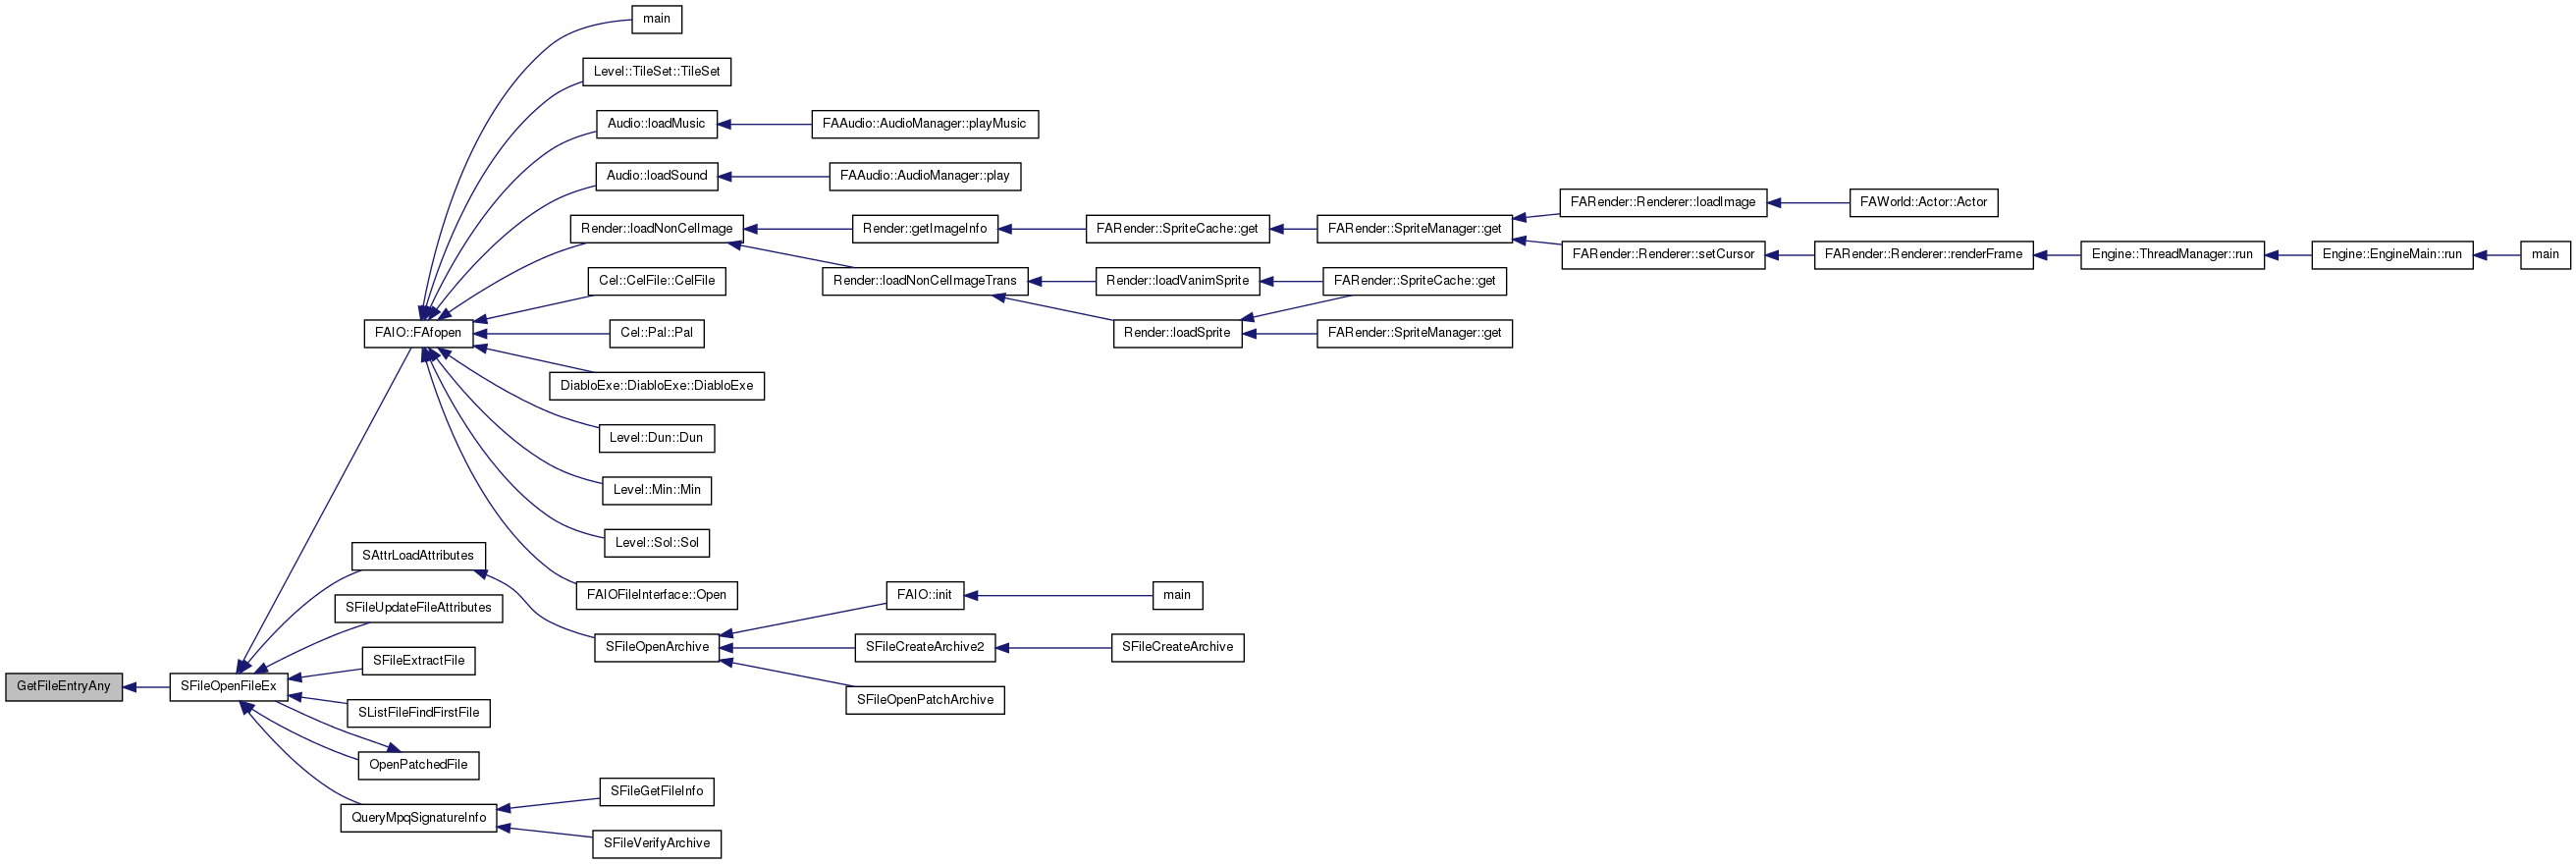 main
Level::TileSet::TileSet
Audio::loadMusic
FAAudio::AudioManager::playMusic
Audio::loadSound
FAAudio::AudioManager::play
FARender::Renderer::loadImage
FAWorld::Actor::Actor
Render::loadNonCelImage
Render::getImageInfo
FARender::SpriteCache::get
FARender::SpriteManager::get
FARender::Renderer::setCursor
FARender::Renderer::renderFrame
Engine::ThreadManager::run
Engine::EngineMain::run
main
Cel::CelFile::CelFile
Render::loadNonCelImageTrans
Render::loadVanimSprite
FARender::SpriteCache::get
FAIO::FAfopen
Cel::Pal::Pal
Render::loadSprite
FARender::SpriteManager::get
DiabloExe::DiabloExe::DiabloExe
Level::Dun::Dun
Level::Min::Min
Level::Sol::Sol
SAttrLoadAttributes
FAIOFileInterface::Open
FAIO::init
main
SFileUpdateFileAttributes
SFileOpenArchive
SFileCreateArchive2
SFileCreateArchive
SFileExtractFile
GetFileEntryAny
SFileOpenFileEx
SFileOpenPatchArchive
SListFileFindFirstFile
OpenPatchedFile
SFileGetFileInfo
QueryMpqSignatureInfo
SFileVerifyArchive